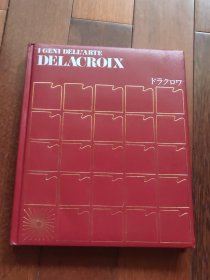 I GENI DELL'ARTE
DELACROIX
ドラクロワ